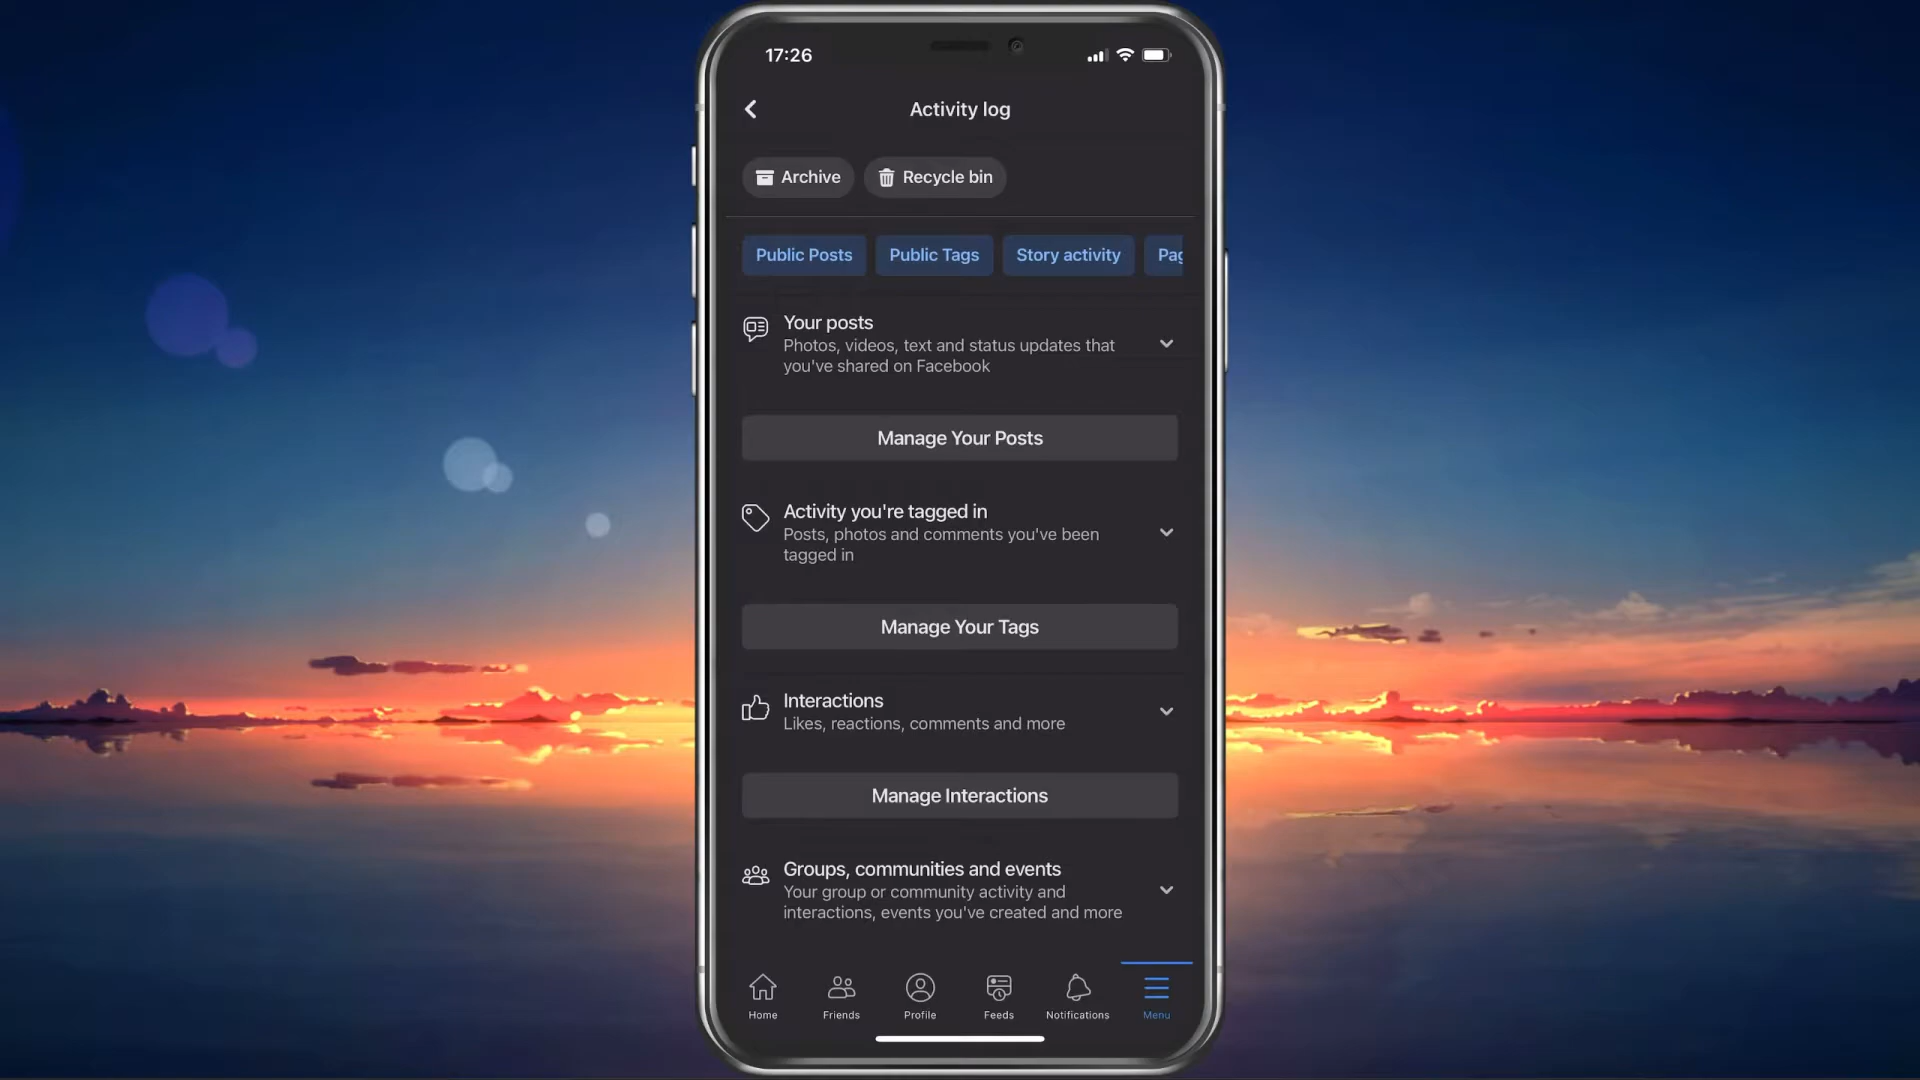 17:26
Activity log
Archive
Recycle bin
Public Posts
Public Tags
Story activity
Pag
Your posts
Photos, videos, text and status updates that
you've shared on Facebook
Manage Your Posts
Activity you're tagged in
Posts, photos and comments you've been
tagged in
Manage Your Tags
Interactions
Likes, reactions, comments and more
Manage Interactions
Groups, communities and events
Your group or community activity and
interactions, events you've created and more
Home
Friends
Profile
Feeds
Notifications
Menu